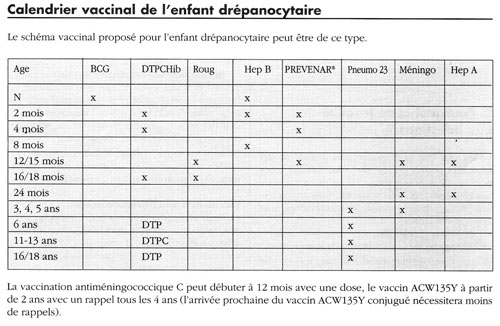 Calendrier vaccinal de l'enfant drépanocytaire
Le schéma vaccinal proposé pour l'enfant drépanocytaire peut être de ce type.
Age BCG DTPCHib Roug Hep B PREVENAR® Pneumo 23 Méningo Hep A
N x x
2 mois x x x
4 mois x x
8 mois x
12/15 mois x x x x
16/18 mois x x
24 mois x x
3, 4, 5 ans x x
6 ans DTP x
11-13 ans DTPC x
16/18 ans DTP x
La vaccination antiméningococcique C peut débuter à 12 mois avec une dose, le vaccin ACW135Y à partir
de 2 ans avec un rappel tous les 4 ans (l'arrivée prochaine du vaccin ACW135Y conjugué nécessitera moins
de rappels).